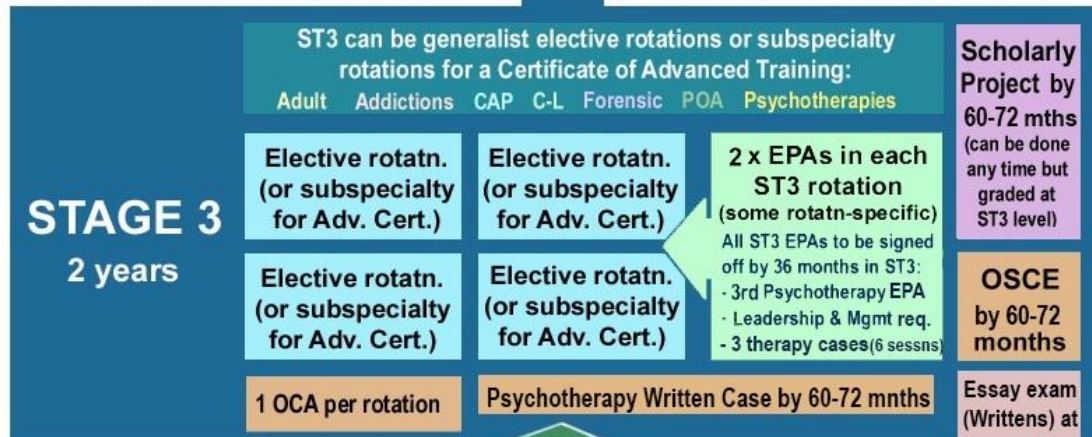 STAGE 3
2 years
ST3 can be generalist elective rotations or subspecialty
rotations for a Certificate of Advanced Training:
Adult Addictions CAP C-L Forensic POA Psychotherapies
Elective rotatn.
(or subspecialty
for Adv. Cert.)
Elective rotatn.
(or subspecialty
for Adv. Cert.)
Elective rotatn.
(or subspecialty
for Adv. Cert.)
Elective rotatn.
(or subspecialty
for Adv. Cert.)
2 x EPAs in each
ST3 rotation
(some rotatn-specific)
All ST3 EPAs to be signed
off by 36 months in ST3:
- 3rd Psychotherapy EPA
- Leadership & Mgmt req.
- 3 therapy cases(6 sessns)
1 OCA per rotation
Psychotherapy Written Case by 60-72 mnths
Scholarly
Project by
60-72 mths
(can be done
any time but
graded at
ST3 level)
OSCE
by 60-72
months
Essay exam
(Writtens) at